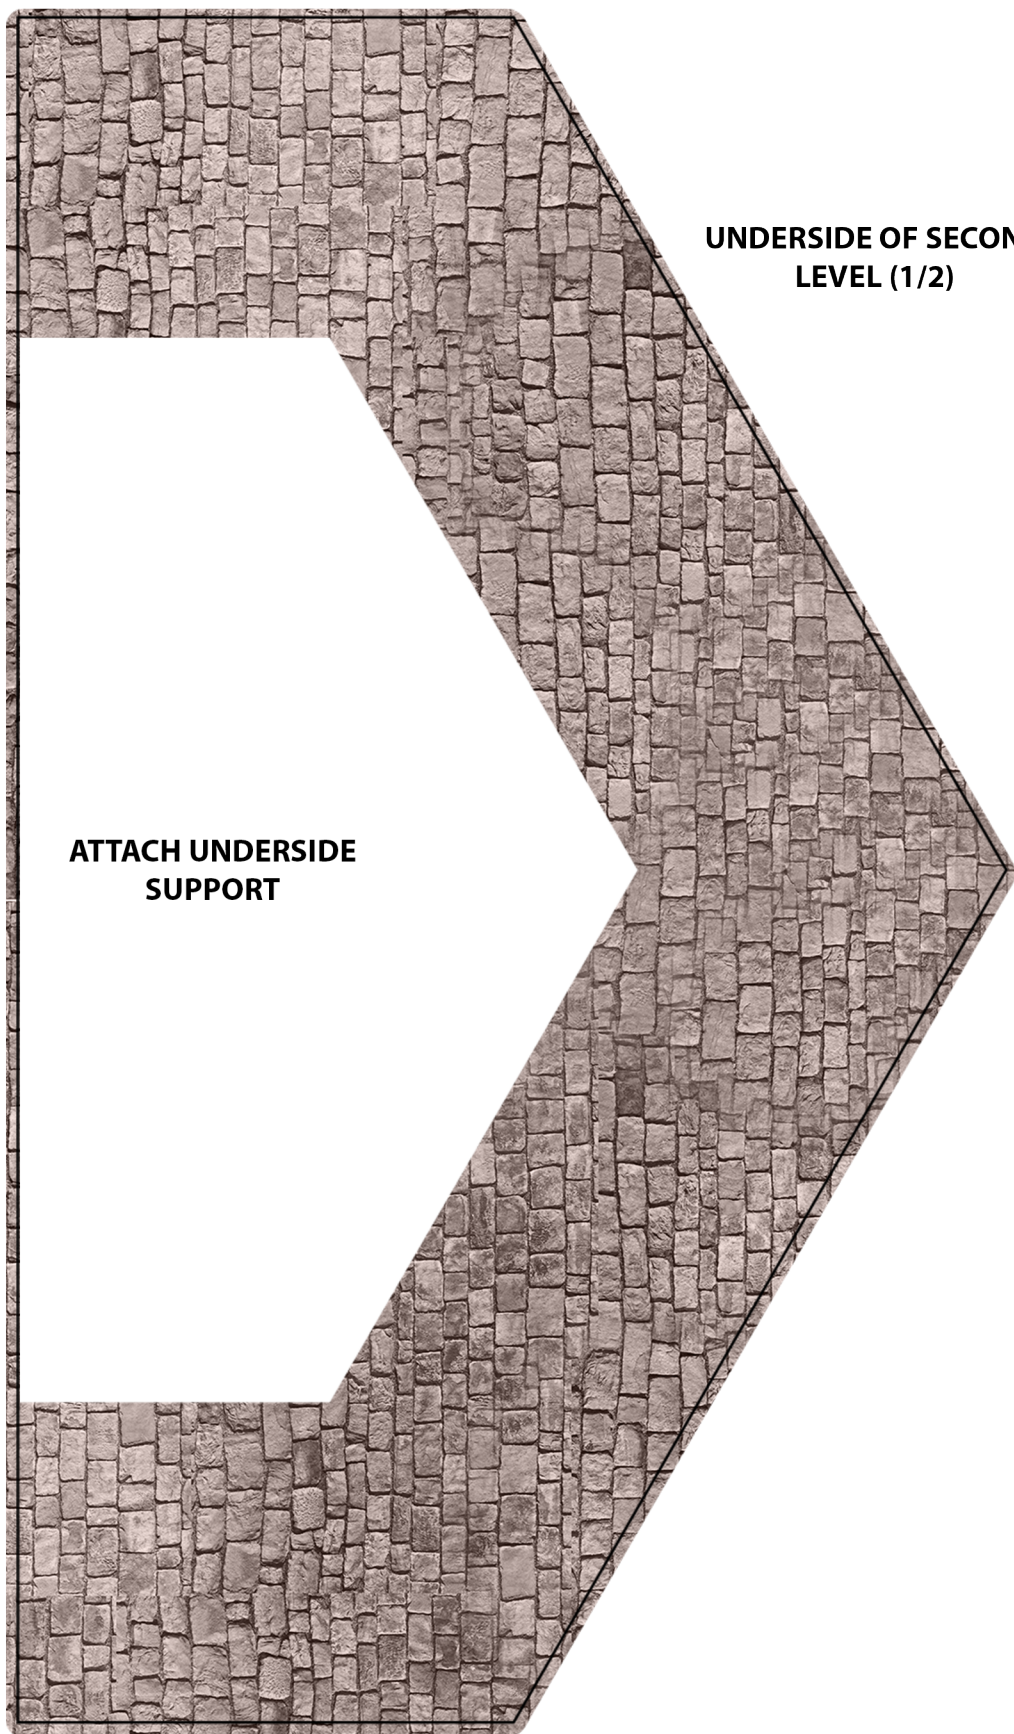 UNDERSIDE OF SECON
LEVEL (1/2)
ATTACH UNDERSIDE
SUPPORT